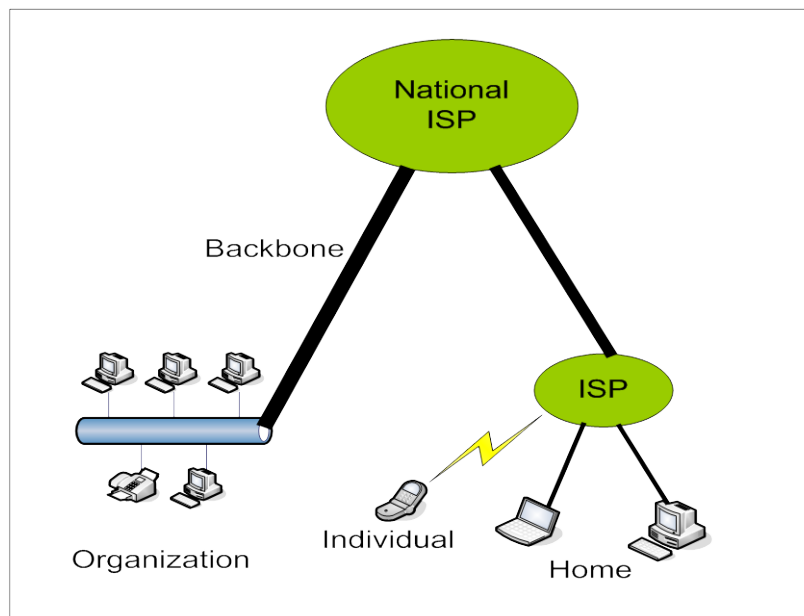 National
ISP
Backbone
ISP
Individual
Organization
Home